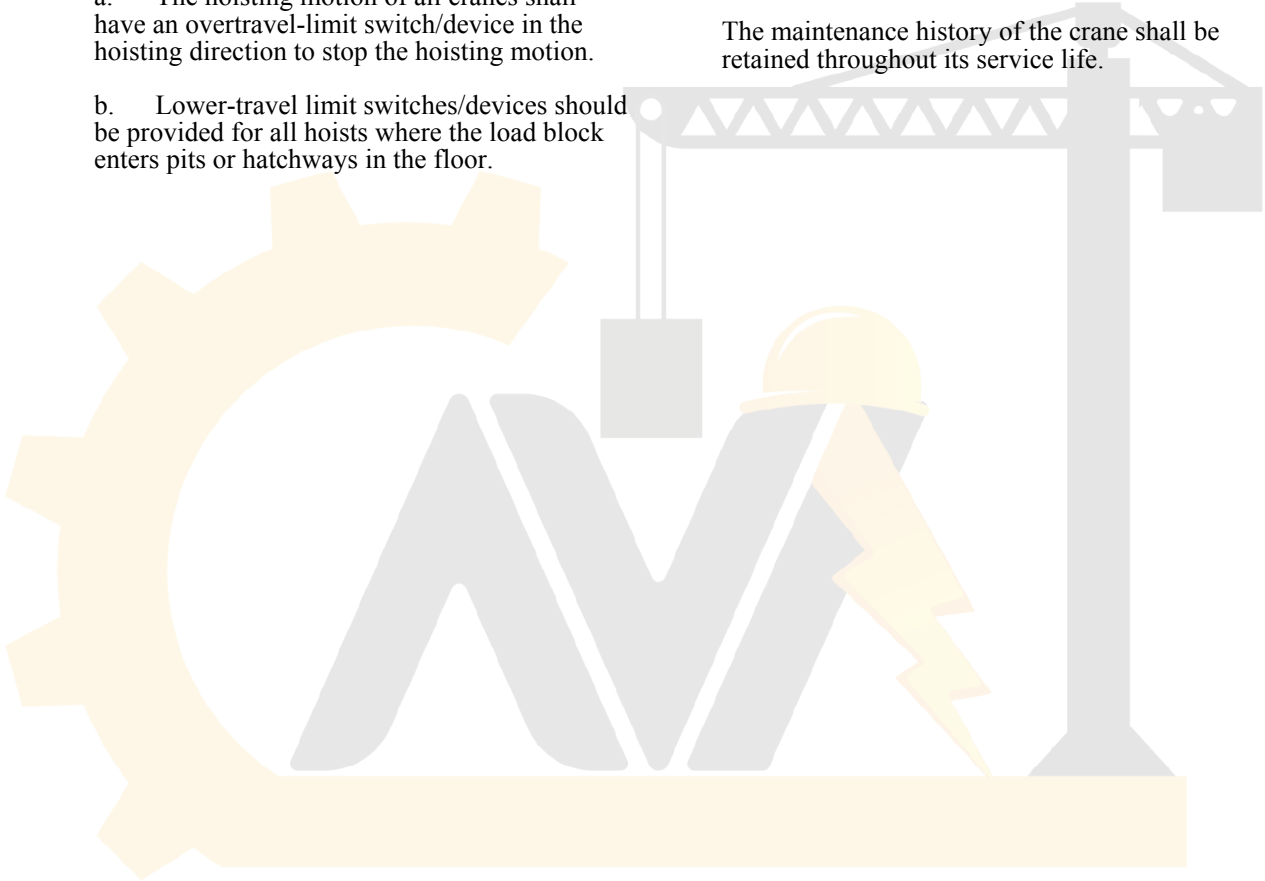 a. The hoisting motion of all cranes shall
have an overtravel-limit switch/device in the
hoisting direction to stop the hoisting motion.
b. Lower-travel limit switches/devices should
be provided for all hoists where the load block
enters pits or hatchways in the floor.
The maintenance history of the crane shall be
retained throughout its service life.